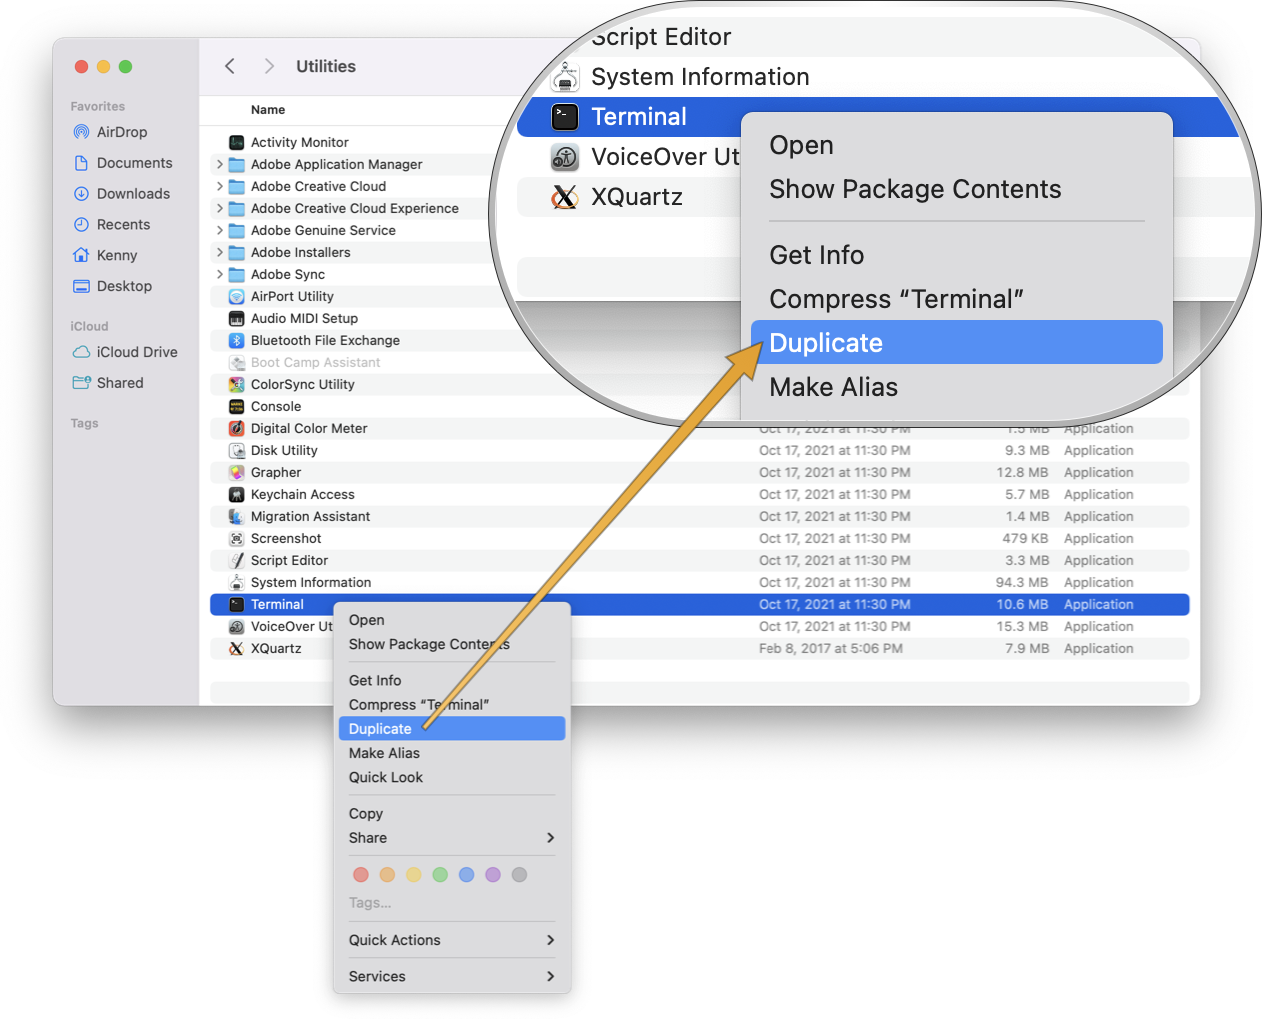 Utilities
Favorites
AirDrop
Documents
Downloads
Recents
Kenny
Desktop
iCloud
iCloud Drive
Shared
Tags
Name
Activity Monitor
Adobe Application Manager
Adobe Creative Cloud
Adobe Creative Cloud Experience
Adobe Genuine Service
Adobe Installers
Adobe Sync
AirPort Utility
Audio MIDI Setup
Bluetooth File Exchange
Boot Camp Assistant
ColorSync Utility
Console
Digital Color Meter Oct 17, 2021 at 11:30 PM 1.5 MB Application
Disk Utility Oct 17, 2021 at 11:30 PM 9.3 MB Application
Grapher Oct 17, 2021 at 11:30 PM 12.8 MB Application
Keychain Access Oct 17, 2021 at 11:30 PM 5.7 MB Application
Migration Assistant Oct 17, 2021 at 11:30 PM 1.4 MB Application
Screenshot Oct 17, 2021 at 11:30 PM 479 KB Application
Script Editor Oct 17, 2021 at 11:30 PM 3.3 MB Application
System Information Oct 17, 2021 at 11:30 PM 94.3 MB Application
Terminal Oct 17, 2021 at 11:30 PM 10.6 MB Application
VoiceOver Ut Oct 17, 2021 at 11:30 PM 15.3 MB Application
XQuartz Feb 8, 2017 at 5:06 PM 7.9 MB Application
Open
Show Package Contents
Get Info
Compress “Terminal”
Duplicate
Make Alias
Quick Look
Copy
Share
Tags...
Quick Actions
Services
Script Editor
System Information
Terminal
VoiceOver Ut
XQuartz
Open
Show Package Contents
Get Info
Compress “Terminal”
Duplicate
Make Alias